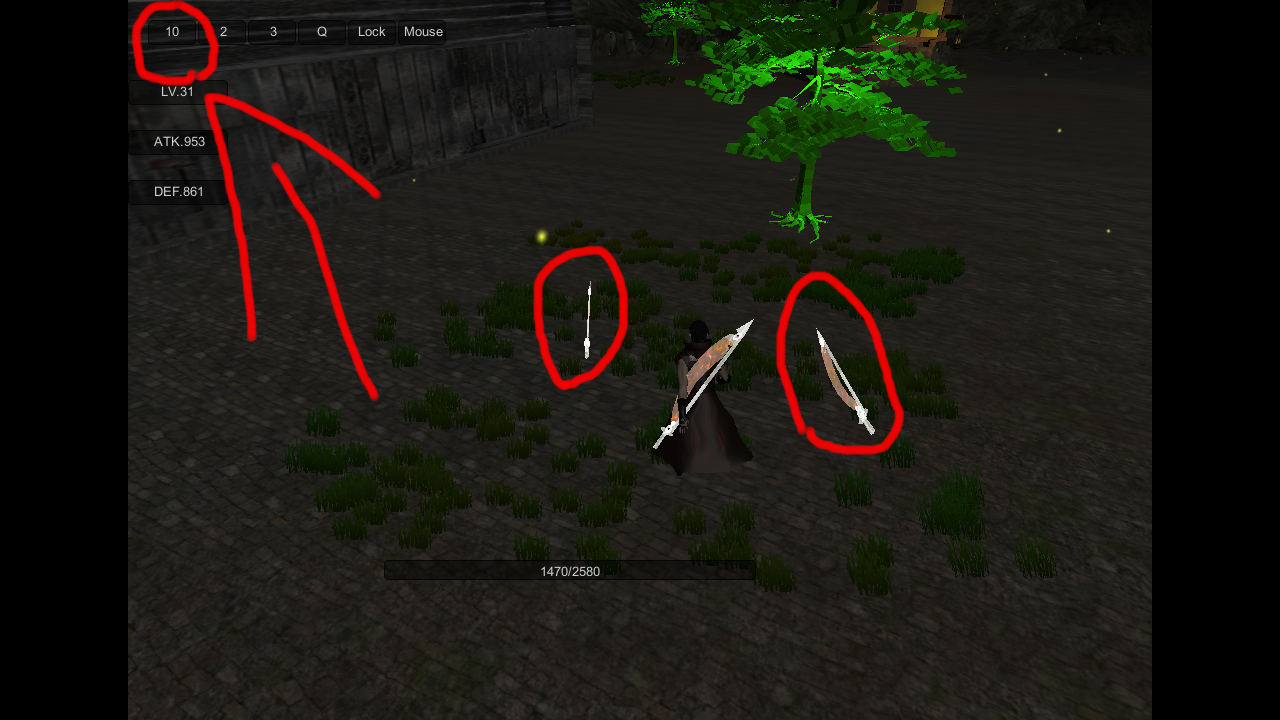 10 2 3 Q Lock Mouse
LV.31
ATK.953
DEF.861
1470/2580